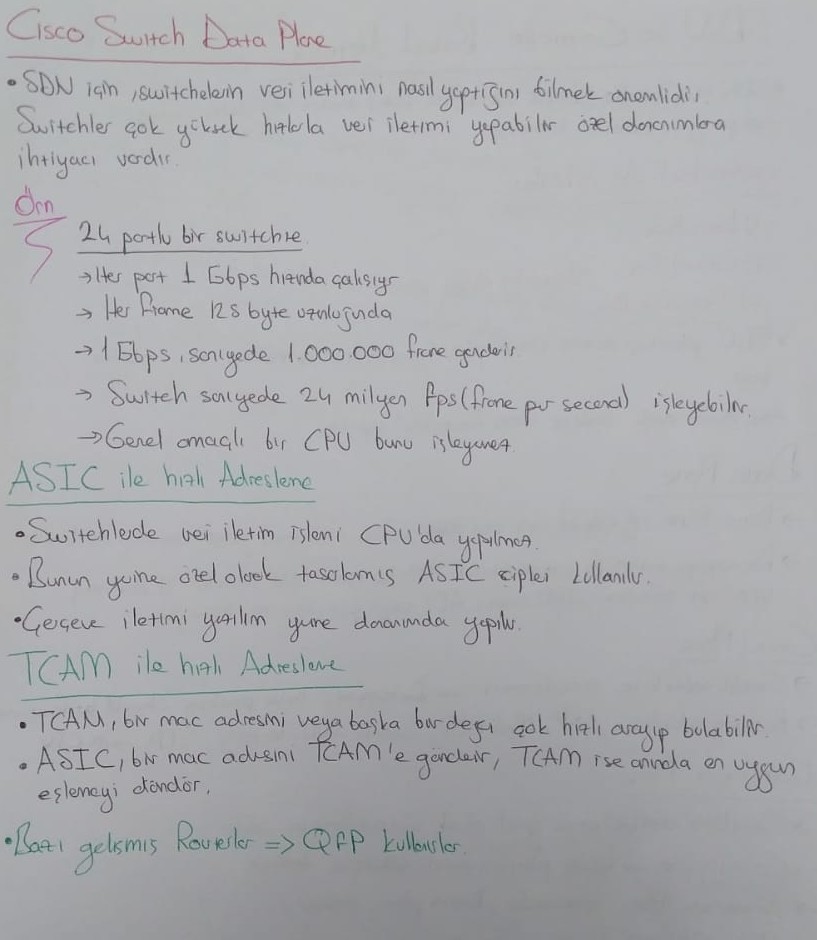 Cisco Switch Data Plane
• SDN için, switchelerin veri iletimini nasıl yaptığını bilmek önemlidir.
Switchler çok yüksek hızlarla veri iletimi yapabilir özel donanımlara
ihtiyacı vardır.
Örn
24 portlu bir switchte
→ Her port 1 Gbps hızında çalışıyr
→ Her frame 125 byte uzunluğunda
→ 1 Gbps, saniyede 1.000.000 frame gönderir.
→ Switch saniyede 24 milyon fps (frame per second) işleyebilir.
→ Genel amaçlı bir CPU bunu işleyemez
ASIC ile hızlı Adresleme
• Switchlerde veri iletim işlemi CPU'da yapılmaz.
• Bunun yerine özel olarak tasarlanmış ASIC çipleri kullanılır.
• Çerçeve iletimi yazılım yerine donanımda yapılır.
TCAM ile hızlı Adresleme
• TCAM, bir mac adresini veya başka bir değeri çok hızlı arayıp bulabilir.
• ASIC, bir mac adresini TCAM'e gönderir, TCAM ise anında en uygun
eşlemeyi döndür.
• Bazı gelişmiş Routerlar => QFP kullanırlar.